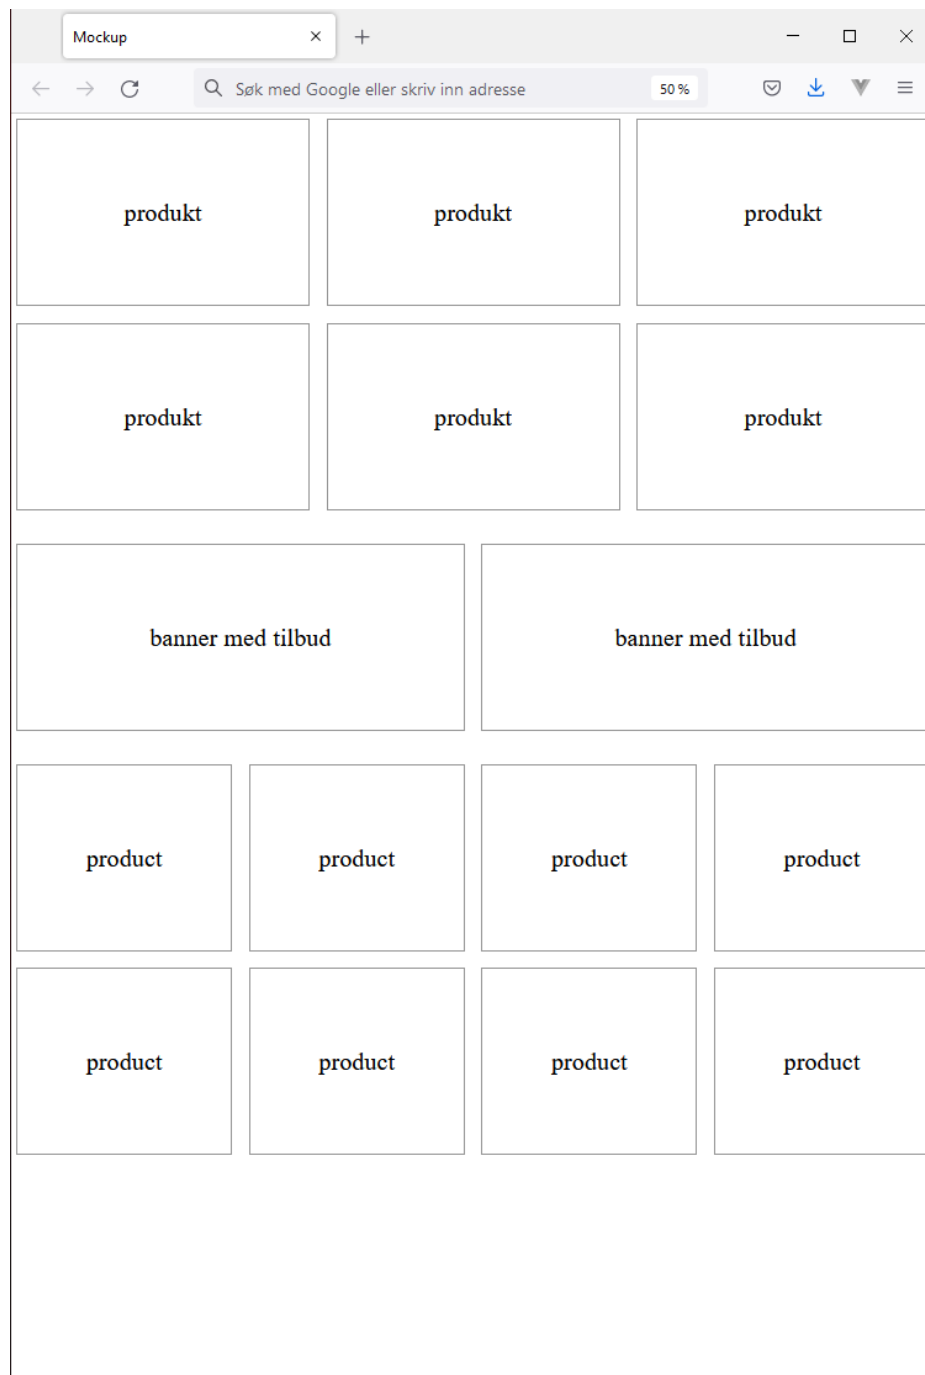 Mockup
Søk med Google eller skriv inn adresse 50 %
produkt produkt produkt
produkt produkt produkt
banner med tilbud banner med tilbud
product product product product
product product product product